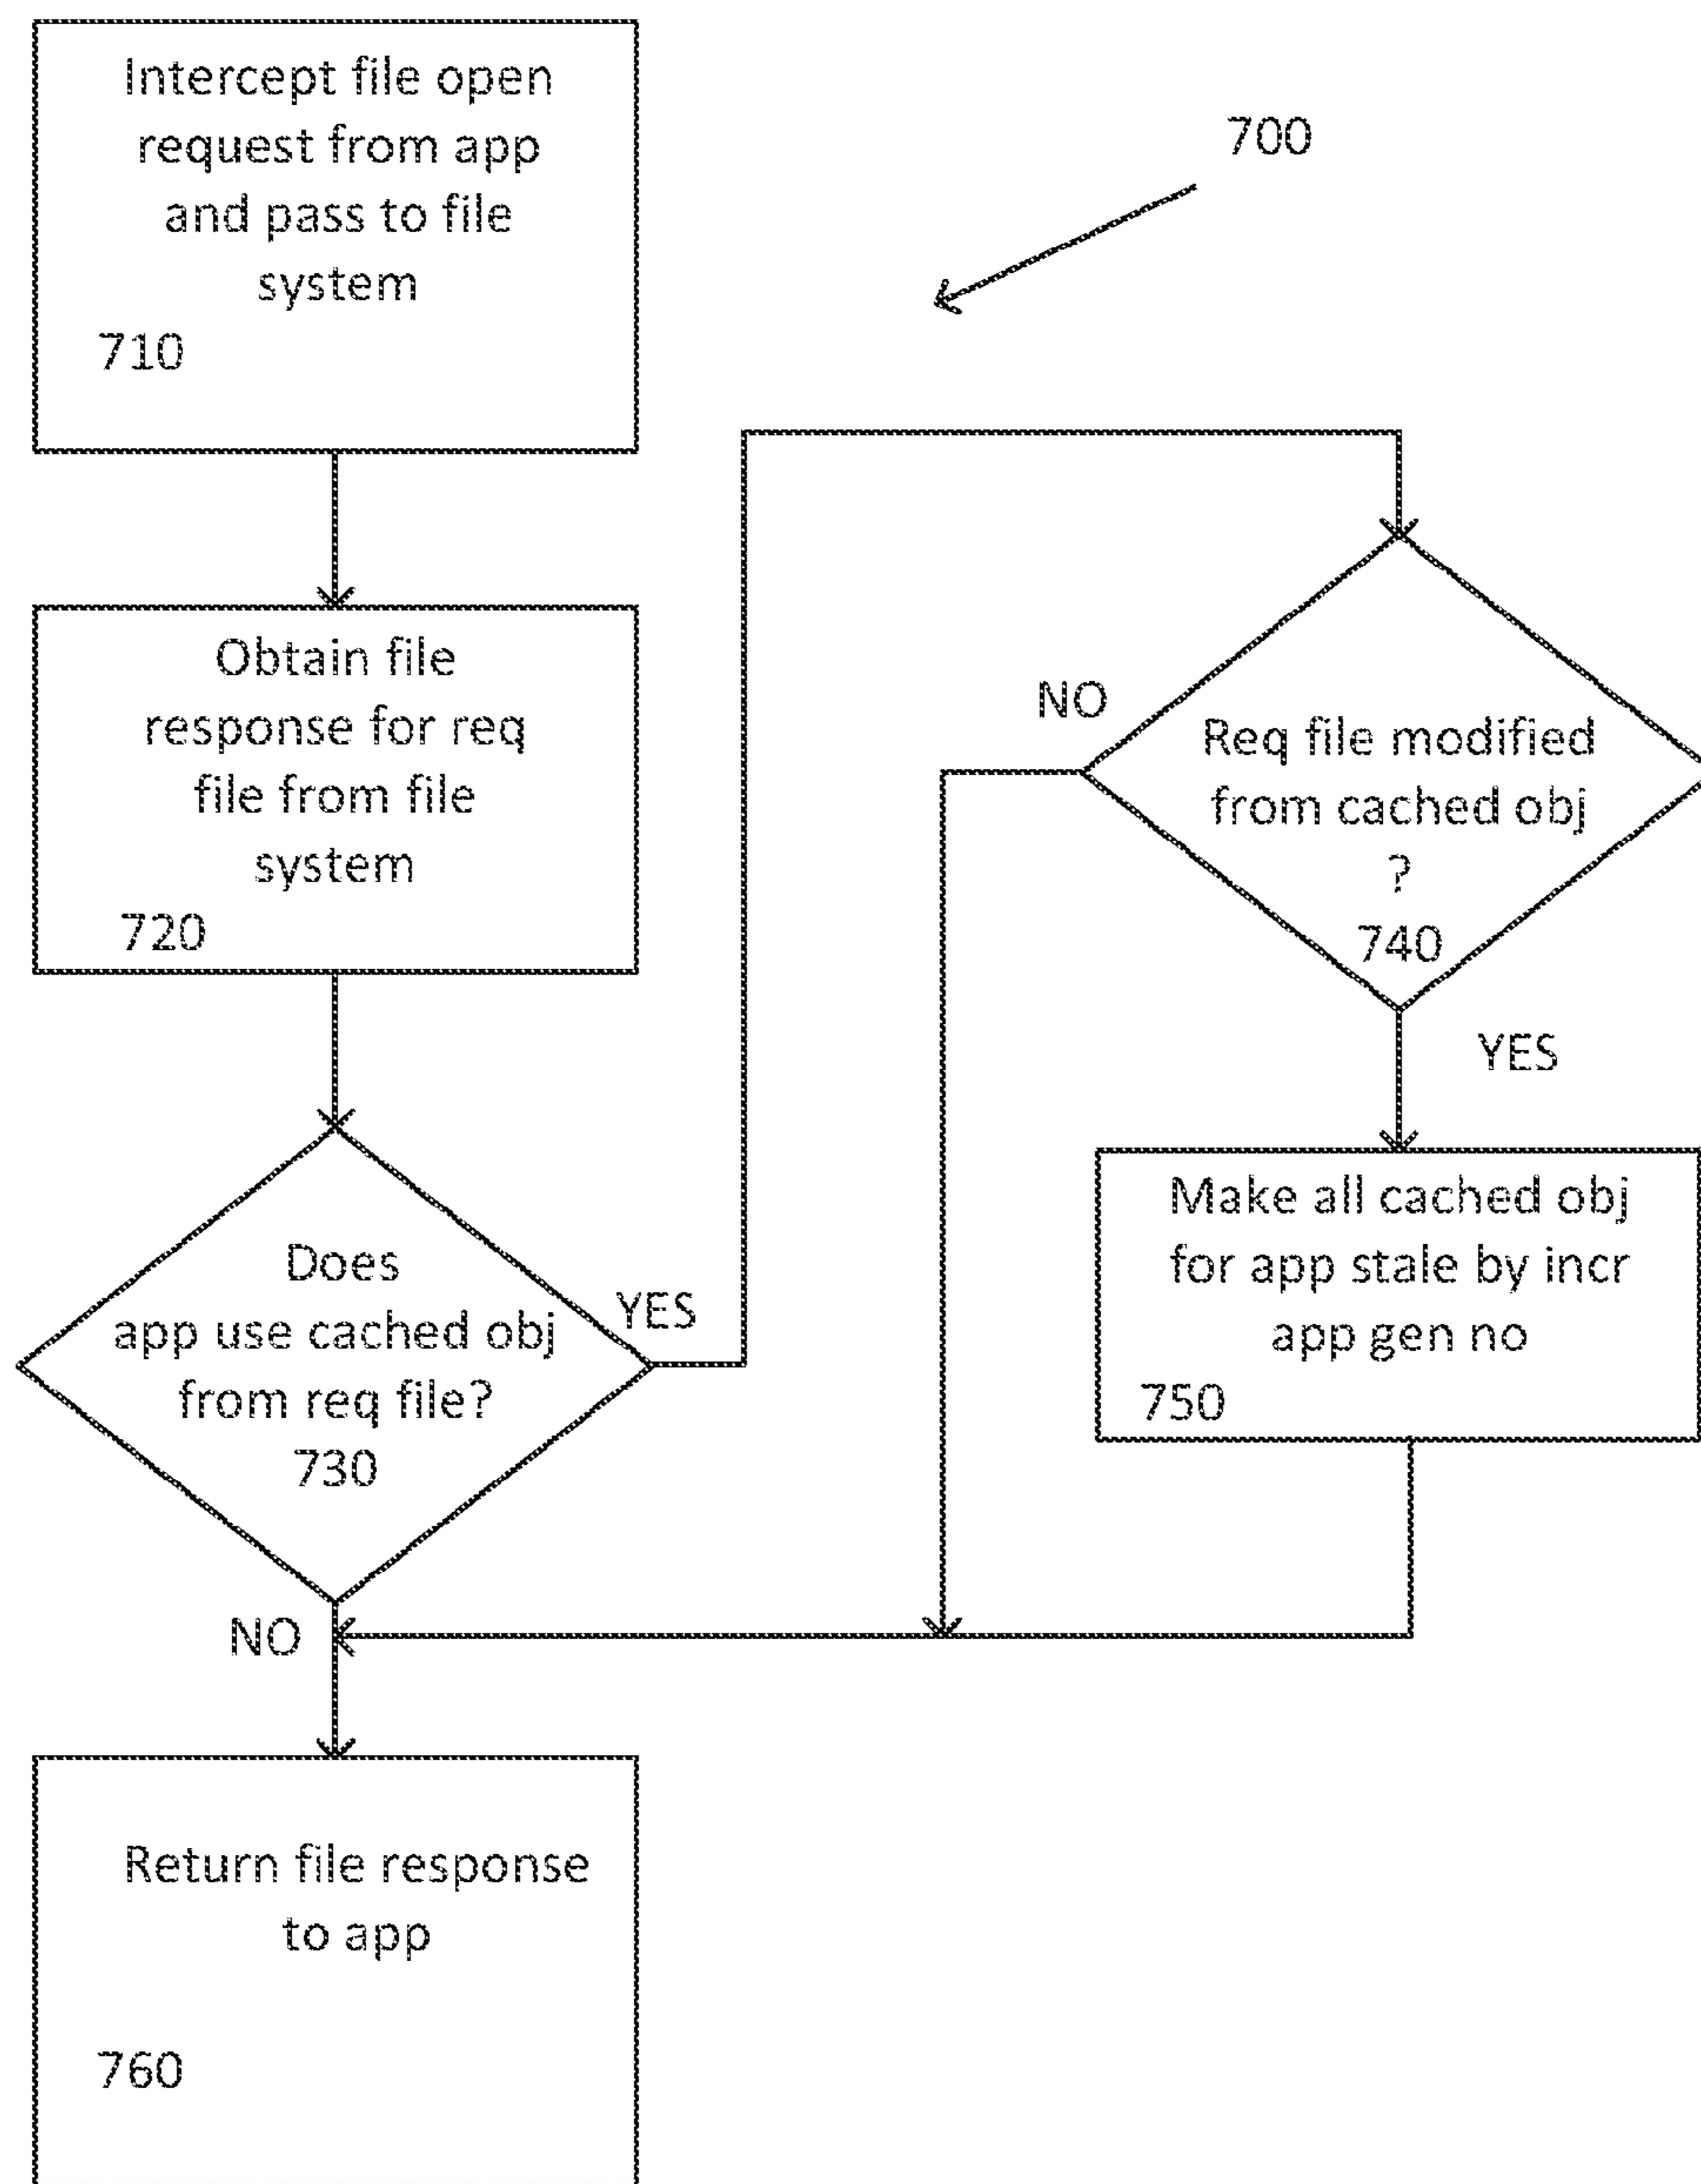 Intercept file open
request from app
and pass to file
system
710
700
Obtain file
response for req
file from file
system
720
NO
Req file modified
from cached obj
?
740
YES
Make all cached obj
for app stale by incr
app gen no
750
Does
app use cached obj
from req file?
730
YES
NO
Return file response
to app
760